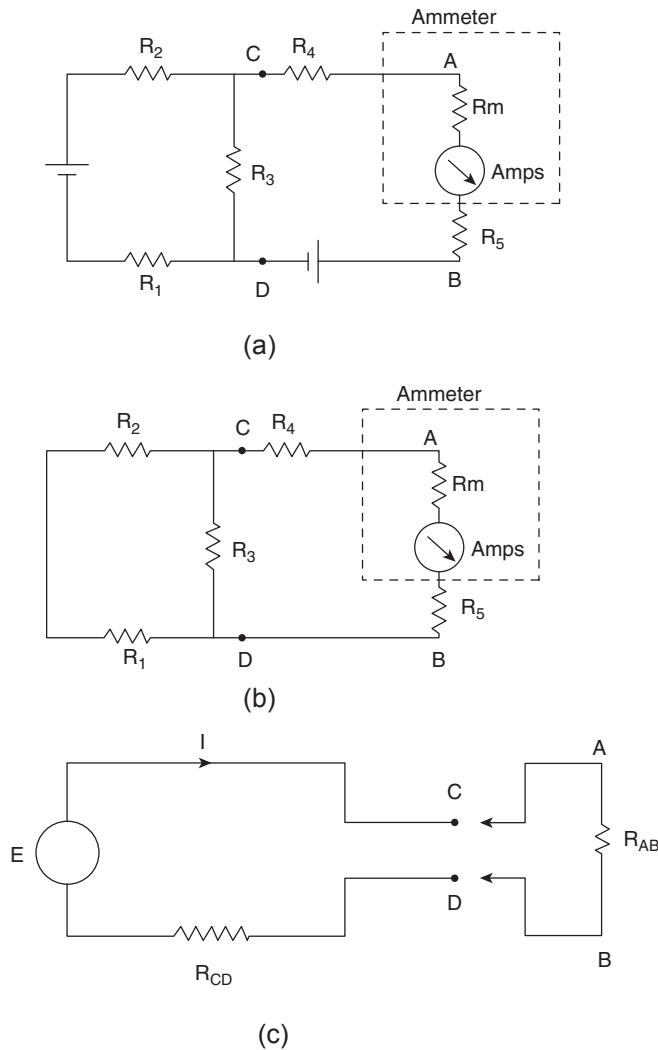 Ammeter
C R4 A
R2
Rm
R3 Amps
R5
R1 D B
(a)
Ammeter
C R4 A
R2
Rm
R3 Amps
R5
R1 D B
(b)
I A
C
E RAB
D
RCD B
(c)